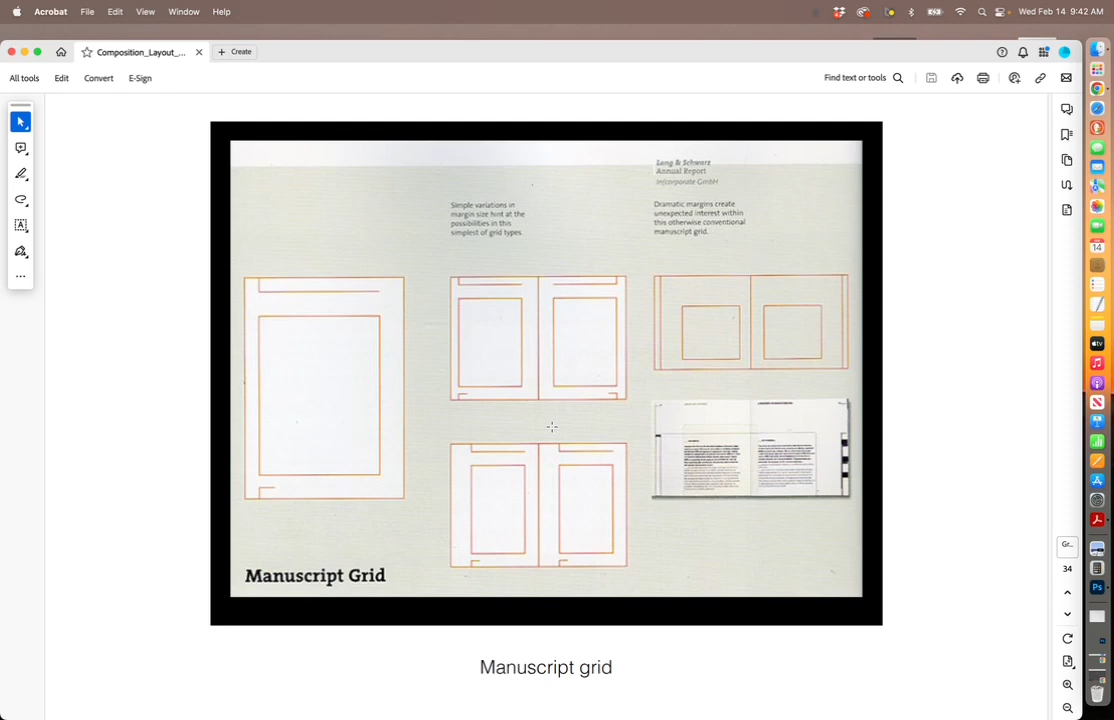 Acrobat File Edit View Window Help
Wed Feb 14 9:42 AM
Composition_Layout_...
Create
All tools Edit Convert E-Sign
Find text or tools
Lang & Schwarz
Annual Report
In(corporate GmbH
Simple variations in
margin size hint at the
possibilities in this
simplest of grid types.
Dramatic margins create
unexpected interest within
this otherwise conventional
manuscript grid.
Manuscript Grid
Manuscript grid
Gr...
34